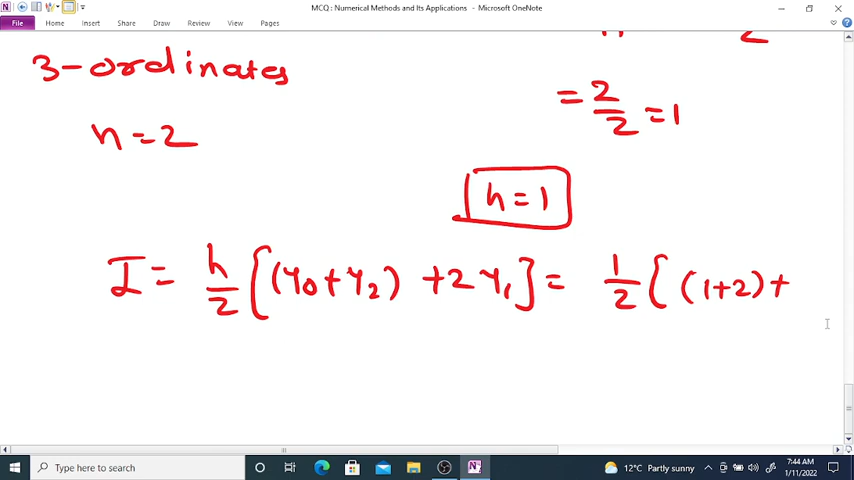 MCQ : Numerical Methods and Its Applications - Microsoft OneNote
File Home Insert Share Draw Review View Pages
3-ordinates
= 2/2 = 1
n = 2
h = 1
I = h/2 [(y0 + y2) + 2 y1] = 1/2 [ (1+2) +
Type here to search
12°C Partly sunny
7:44 AM
1/11/2022